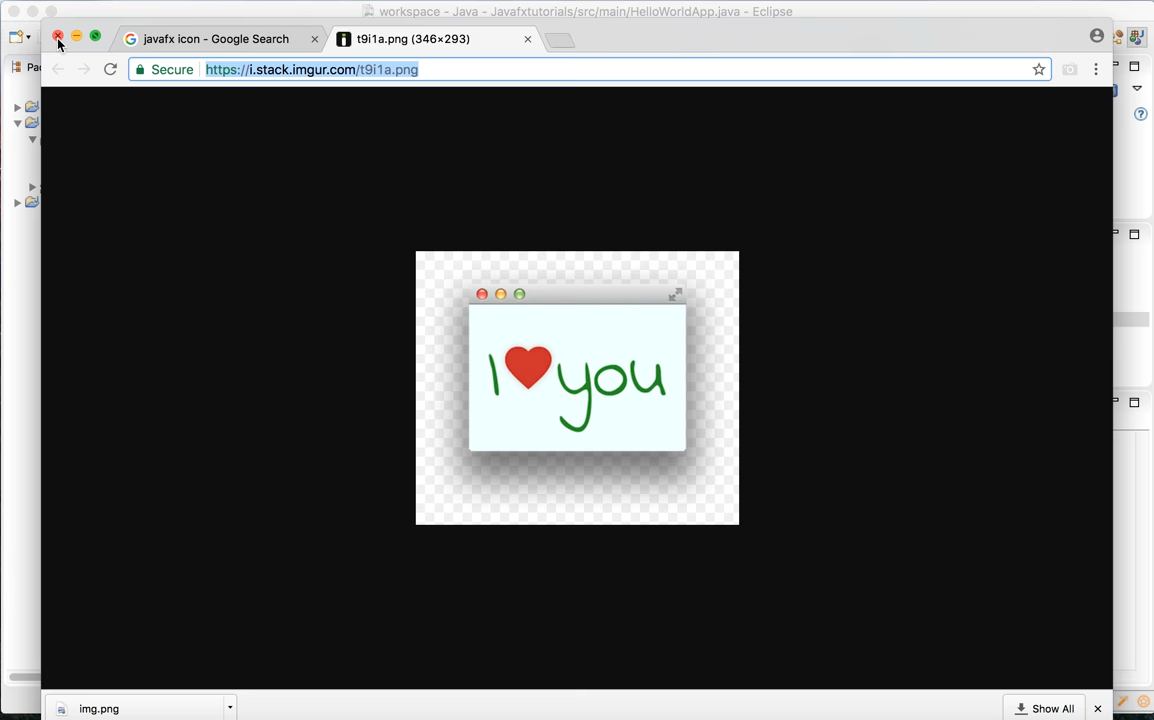 workspace - Java - Javafxtutorials/src/main/HelloWorldApp.java - Eclipse
javafx icon - Google Search
t9i1a.png (346×293)
Secure
https://i.stack.imgur.com/t9i1a.png
I ♥ you
img.png
Show All